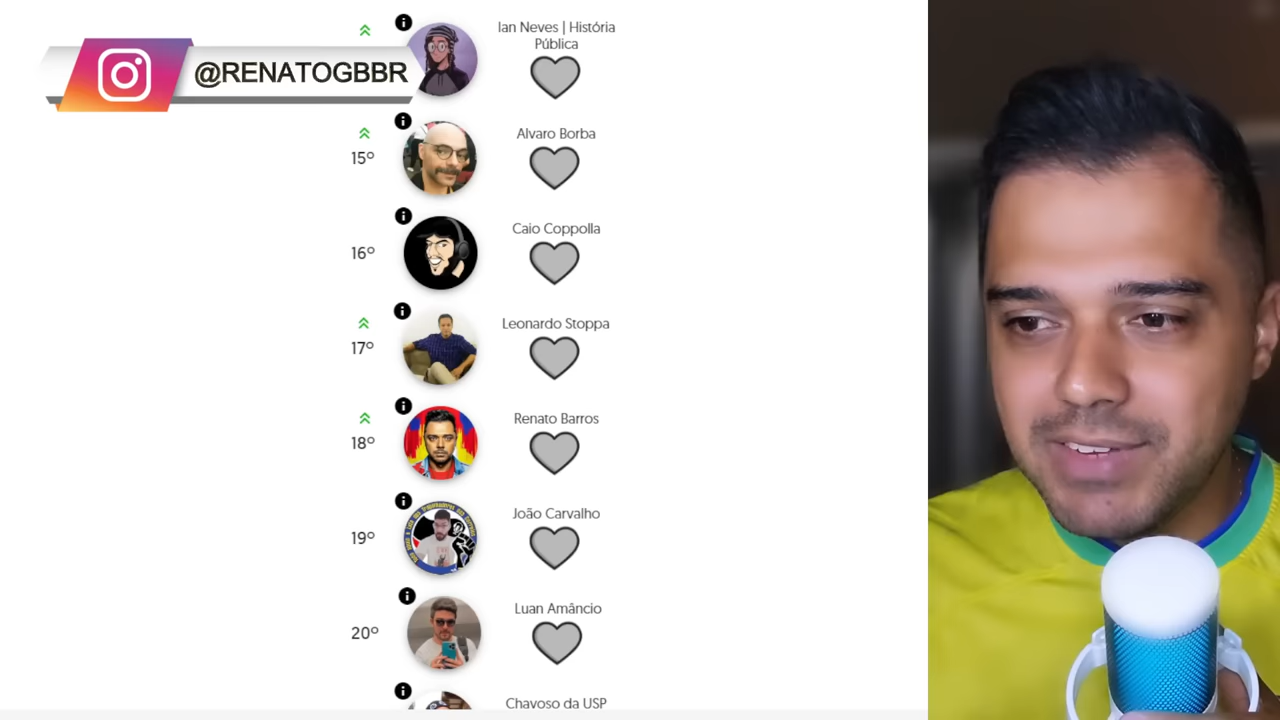 Ian Neves | História
Pública
@RENATOGBBR
Alvaro Borba
15º
Caio Coppolla
16º
Leonardo Stoppa
17º
Renato Barros
18º
João Carvalho
19º
Luan Amâncio
20º
Chavoso da USP